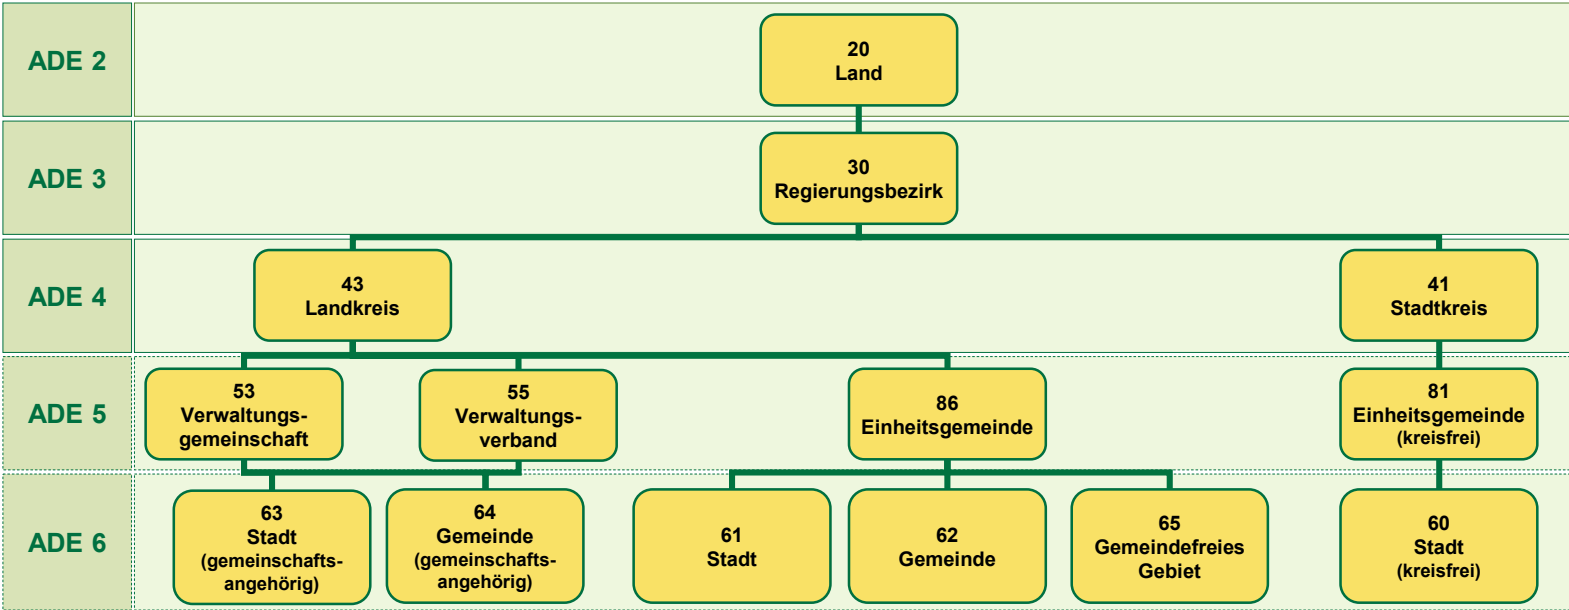 ADE 2
20
Land
ADE 3
30
Regierungsbezirk
ADE 4
43
Landkreis
41
Stadtkreis
ADE 5
53
Verwaltungs-
gemeinschaft
55
Verwaltungs-
verband
86
Einheitsgemeinde
81
Einheitsgemeinde
(kreisfrei)
ADE 6
63
Stadt
(gemeinschafts-
angehörig)
64
Gemeinde
(gemeinschafts-
angehörig)
61
Stadt
62
Gemeinde
65
Gemeindefreies
Gebiet
60
Stadt
(kreisfrei)